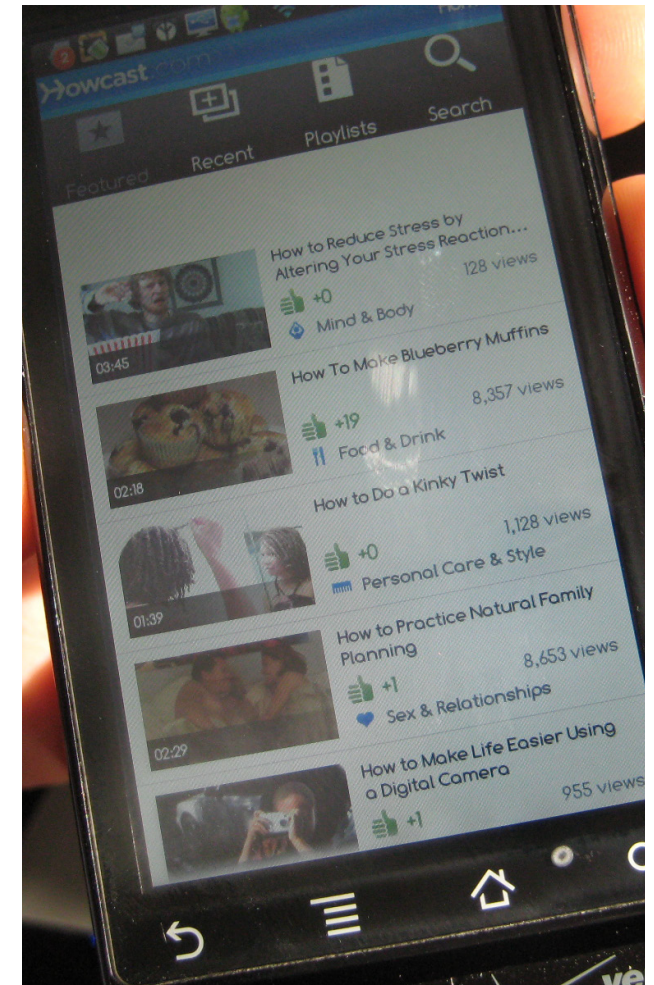 2
Howcast.com
Featured
Recent
Playlists
Search
How to Reduce Stress by
Altering Your Stress Reaction...
128 views
+0
Mind & Body
03:45
How To Make Blueberry Muffins
8,357 views
+19
Food & Drink
02:18
How to Do a Kinky Twist
1,128 views
+0
Personal Care & Style
01:39
How to Practice Natural Family
Planning
8,653 views
+1
Sex & Relationships
02:29
How to Make Life Easier Using
a Digital Camera
955 views
+1
ve